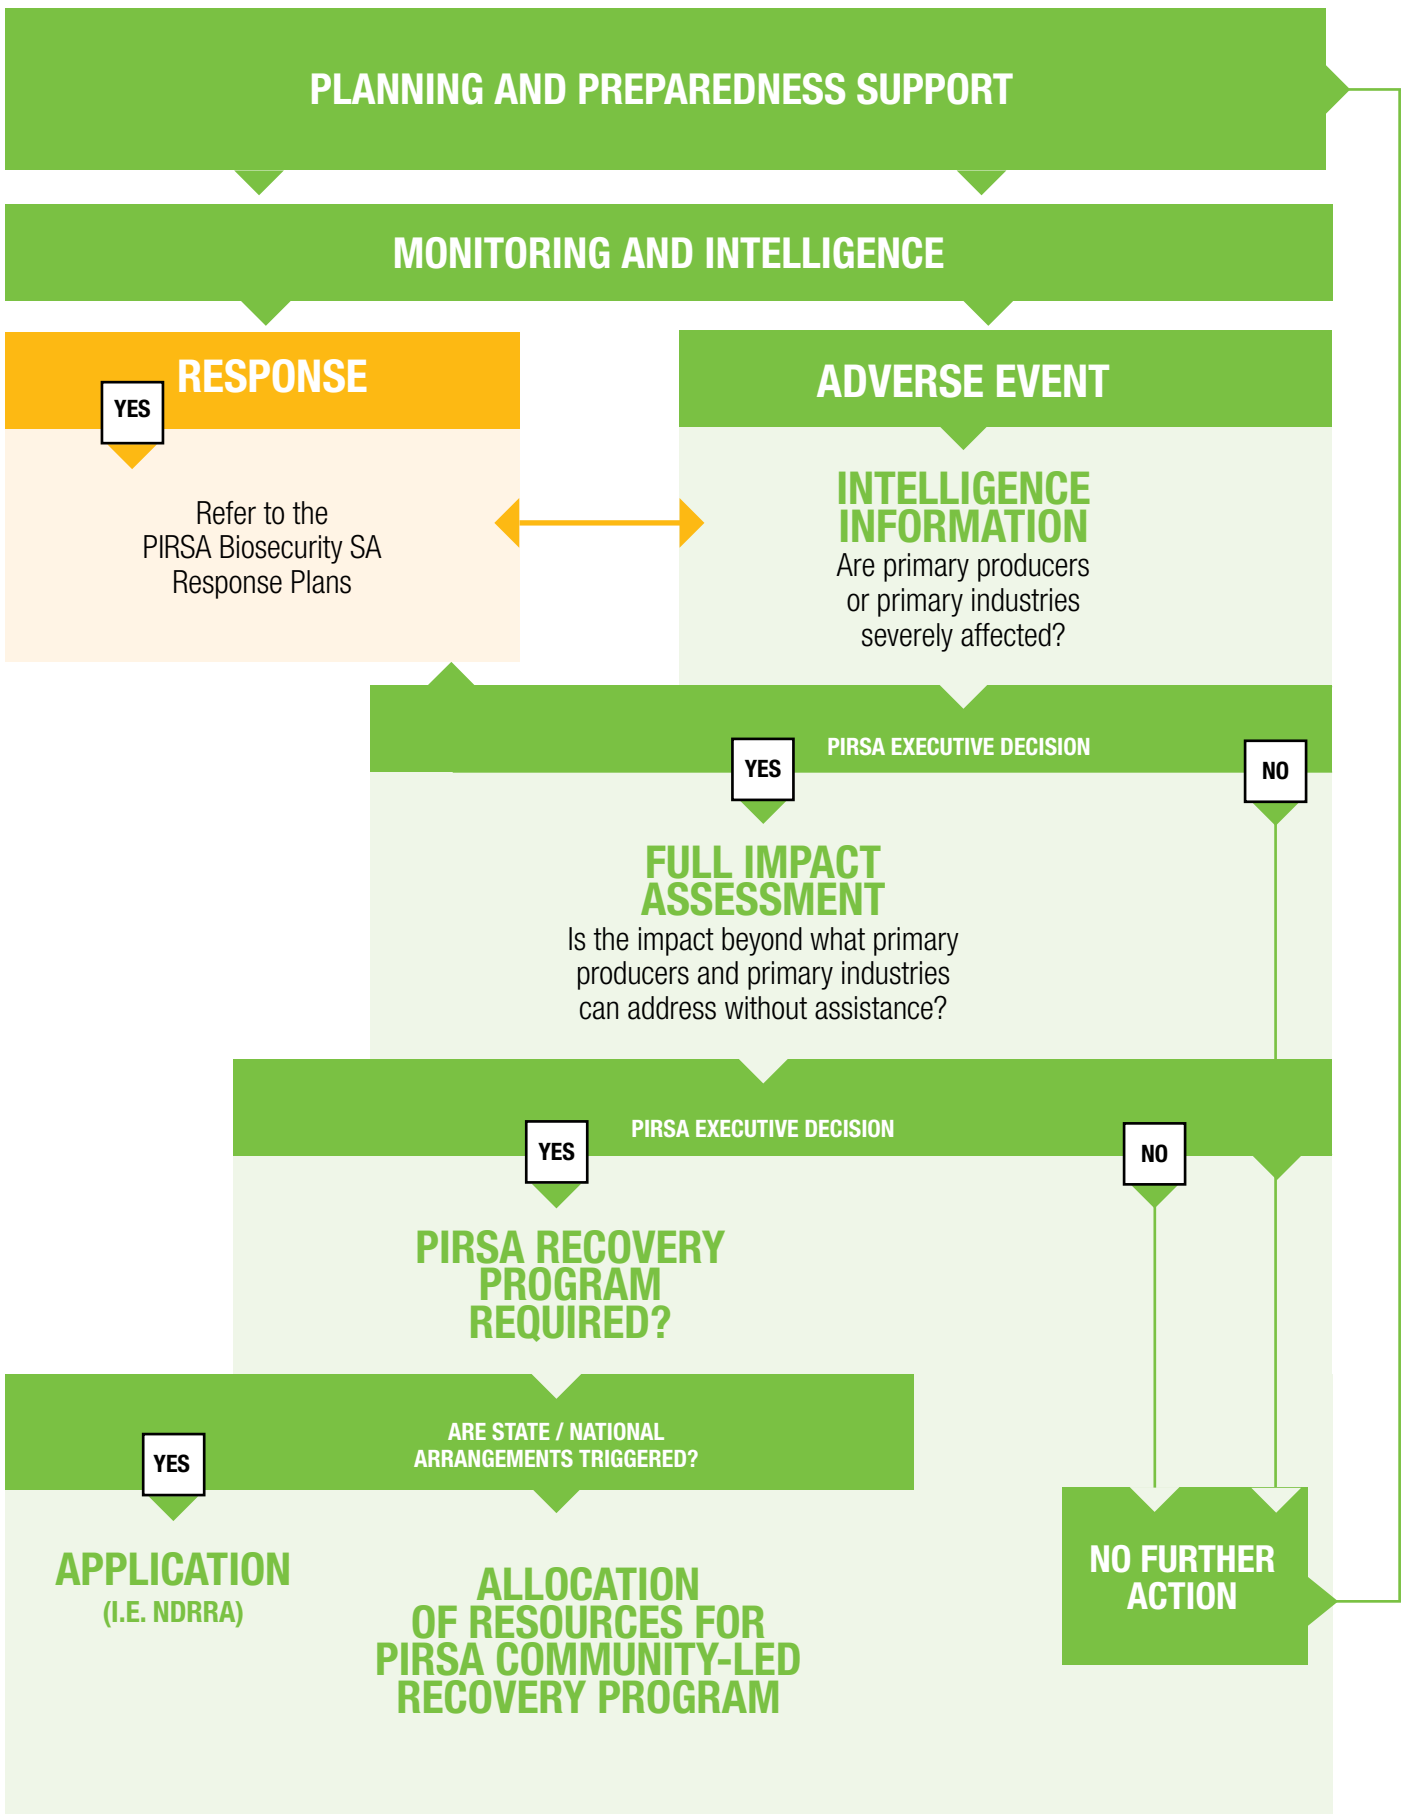 PLANNING AND PREPAREDNESS SUPPORT
MONITORING AND INTELLIGENCE
RESPONSE
YES
Refer to the
PIRSA Biosecurity SA
Response Plans
ADVERSE EVENT
INTELLIGENCE
INFORMATION
Are primary producers
or primary industries
severely affected?
PIRSA EXECUTIVE DECISION
YES
NO
FULL IMPACT
ASSESSMENT
Is the impact beyond what primary
producers and primary industries
can address without assistance?
PIRSA EXECUTIVE DECISION
YES
NO
PIRSA RECOVERY
PROGRAM
REQUIRED?
ARE STATE / NATIONAL
ARRANGEMENTS TRIGGERED?
YES
APPLICATION
(I.E. NDRRA)
ALLOCATION
OF RESOURCES FOR
PIRSA COMMUNITY-LED
RECOVERY PROGRAM
NO FURTHER
ACTION